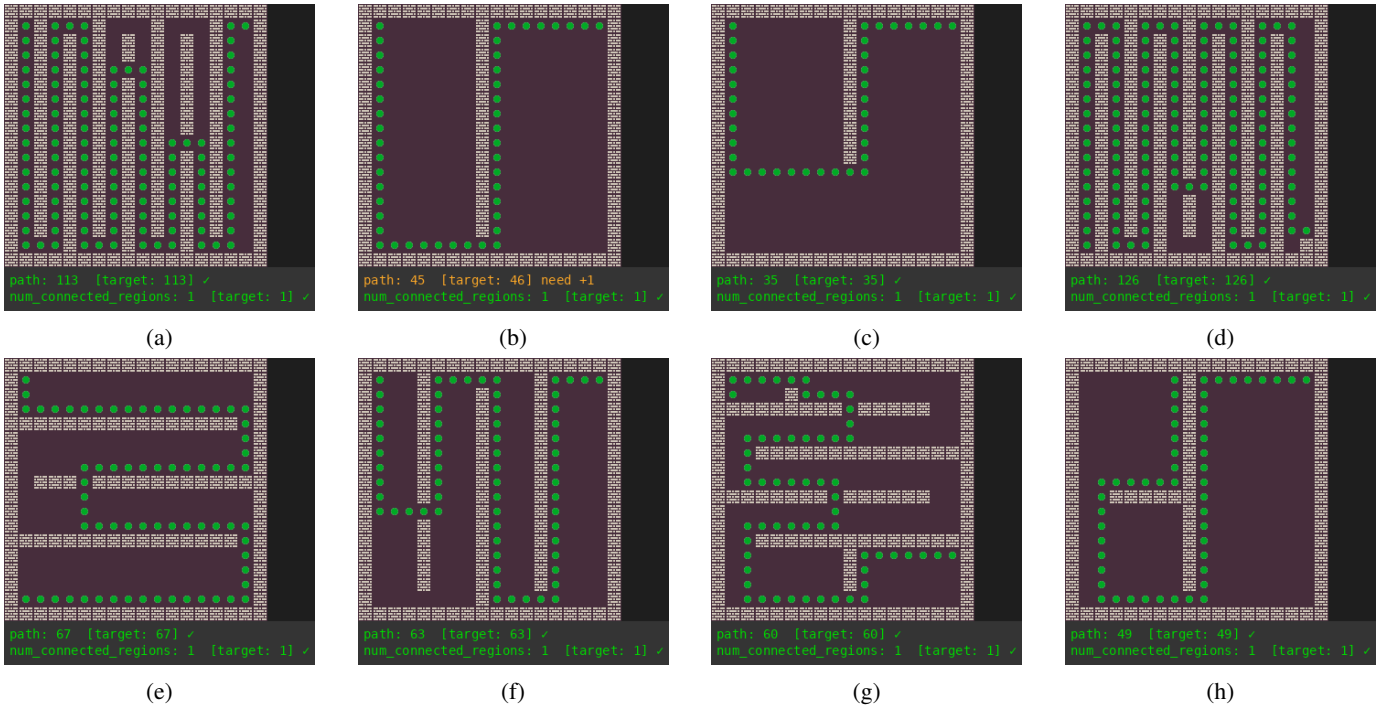 path: 113 [target: 113] ✓
num_connected_regions: 1 [target: 1] ✓
(a)
path: 45 [target: 46] need +1
num_connected_regions: 1 [target: 1] ✓
(b)
path: 35 [target: 35] ✓
num_connected_regions: 1 [target: 1] ✓
(c)
path: 126 [target: 126] ✓
num_connected_regions: 1 [target: 1] ✓
(d)
path: 67 [target: 67] ✓
num_connected_regions: 1 [target: 1] ✓
(e)
path: 63 [target: 63] ✓
num_connected_regions: 1 [target: 1] ✓
(f)
path: 60 [target: 60] ✓
num_connected_regions: 1 [target: 1] ✓
(g)
path: 49 [target: 49] ✓
num_connected_regions: 1 [target: 1] ✓
(h)